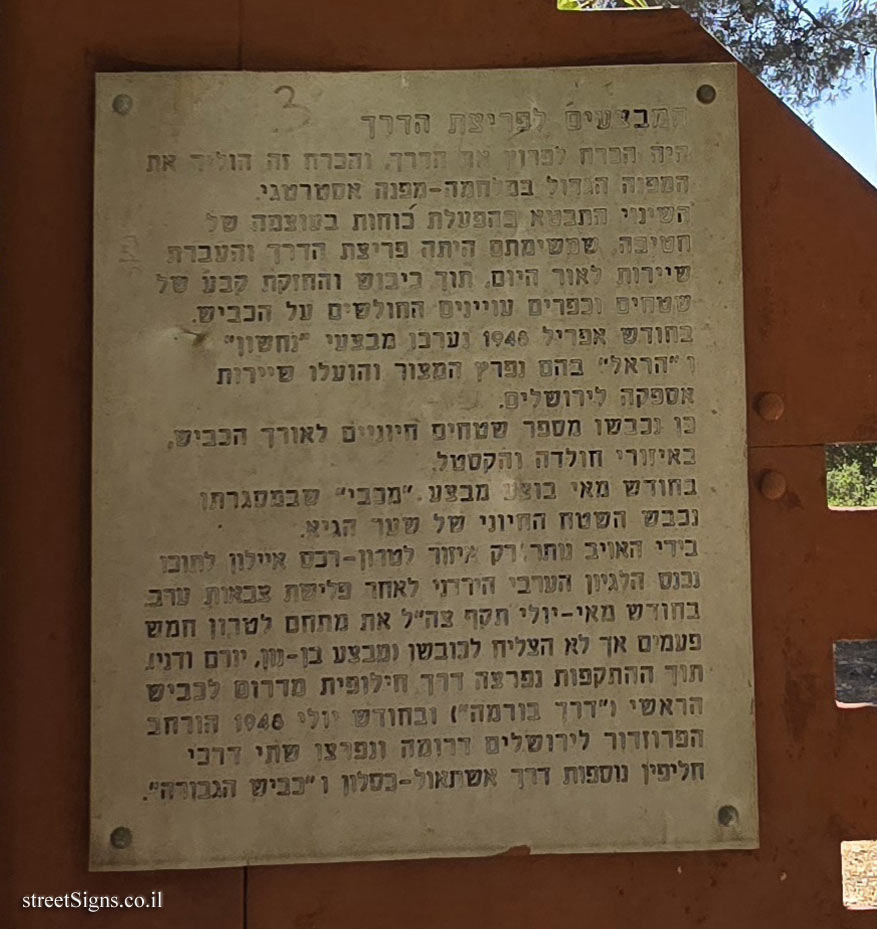 3
המבצעים לפריצת הדרך
היה הכרח לפרוץ את הדרך, והכרח זה הוליך את
המפנה הגדול במלחמה-מפנה אסטרטגי.
השינוי התבטא בהפעלת כוחות בעוצמה של
חטיבה, שמשימתם היתה פריצת הדרך והעברת
שיירות לאור היום, תוך כיבוש והחזקת קבע של
שטחים וכפרים עויינים החולשים על הכביש.
בחודש אפריל 1948 נערכו מבצעי "נחשון"
ו "הראל" בהם נפרץ המצור והועלו שיירות
אספקה לירושלים.
כן נכבשו מספר שטחים חיוניים לאורך הכביש,
באיזורי חולדה והקסטל.
בחודש מאי בוצע מבצע "מכבי" שבמסגרתו
נכבש השטח החיוני של שער הגיא.
בידי האויב נותר רק איזור לטרון-רכס איילון לתוכו
נכנס הלגיון הערבי הירדני לאחר פלישת צבאות ערב.
בחודש מאי-יולי תקף צה"ל את מתחם לטרון חמש
פעמים אך לא הצליח לכובשו (מבצע בן-נון, יורם ודני).
תוך ההתקפות נפרצה דרך חילופית מדרום לכביש
הראשי ("דרך בורמה") ובחודש יולי 1948 הורחב
הפרוזדור לירושלים דרומה ונפרצו שתי דרכי
חליפין נוספות דרך אשתאול-כסלון ו "כביש הגבורה".
streetSigns.co.il